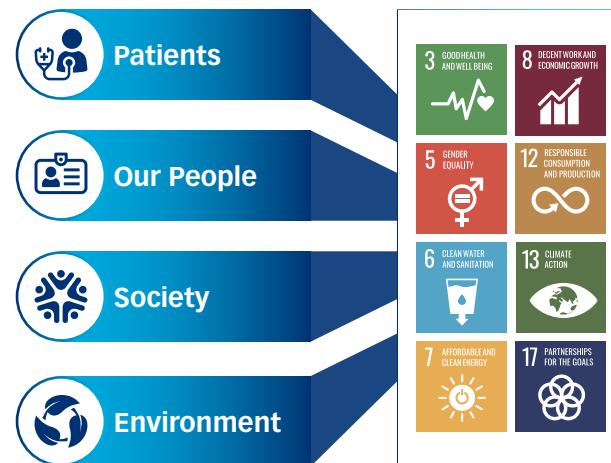 Patients
Our People
Society
Environment
3 GOOD HEALTH
AND WELL BEING
8 DECENT WORK AND
ECONOMIC GROWTH
5 GENDER
EQUALITY
12 RESPONSIBLE
CONSUMPTION
AND PRODUCTION
6 CLEAN WATER
AND SANITATION
13 CLIMATE
ACTION
7 AFFORDABLE AND
CLEAN ENERGY
17 PARTNERSHIPS
FOR THE GOALS